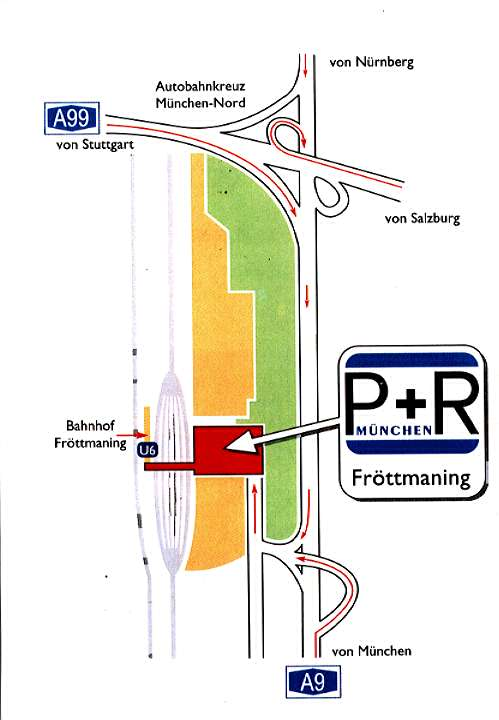 von Nürnberg
Autobahnkreuz
München-Nord
A99
von Stuttgart
von Salzburg
P+R
MÜNCHEN
Fröttmaning
Bahnhof
Fröttmaning
U6
von München
A9